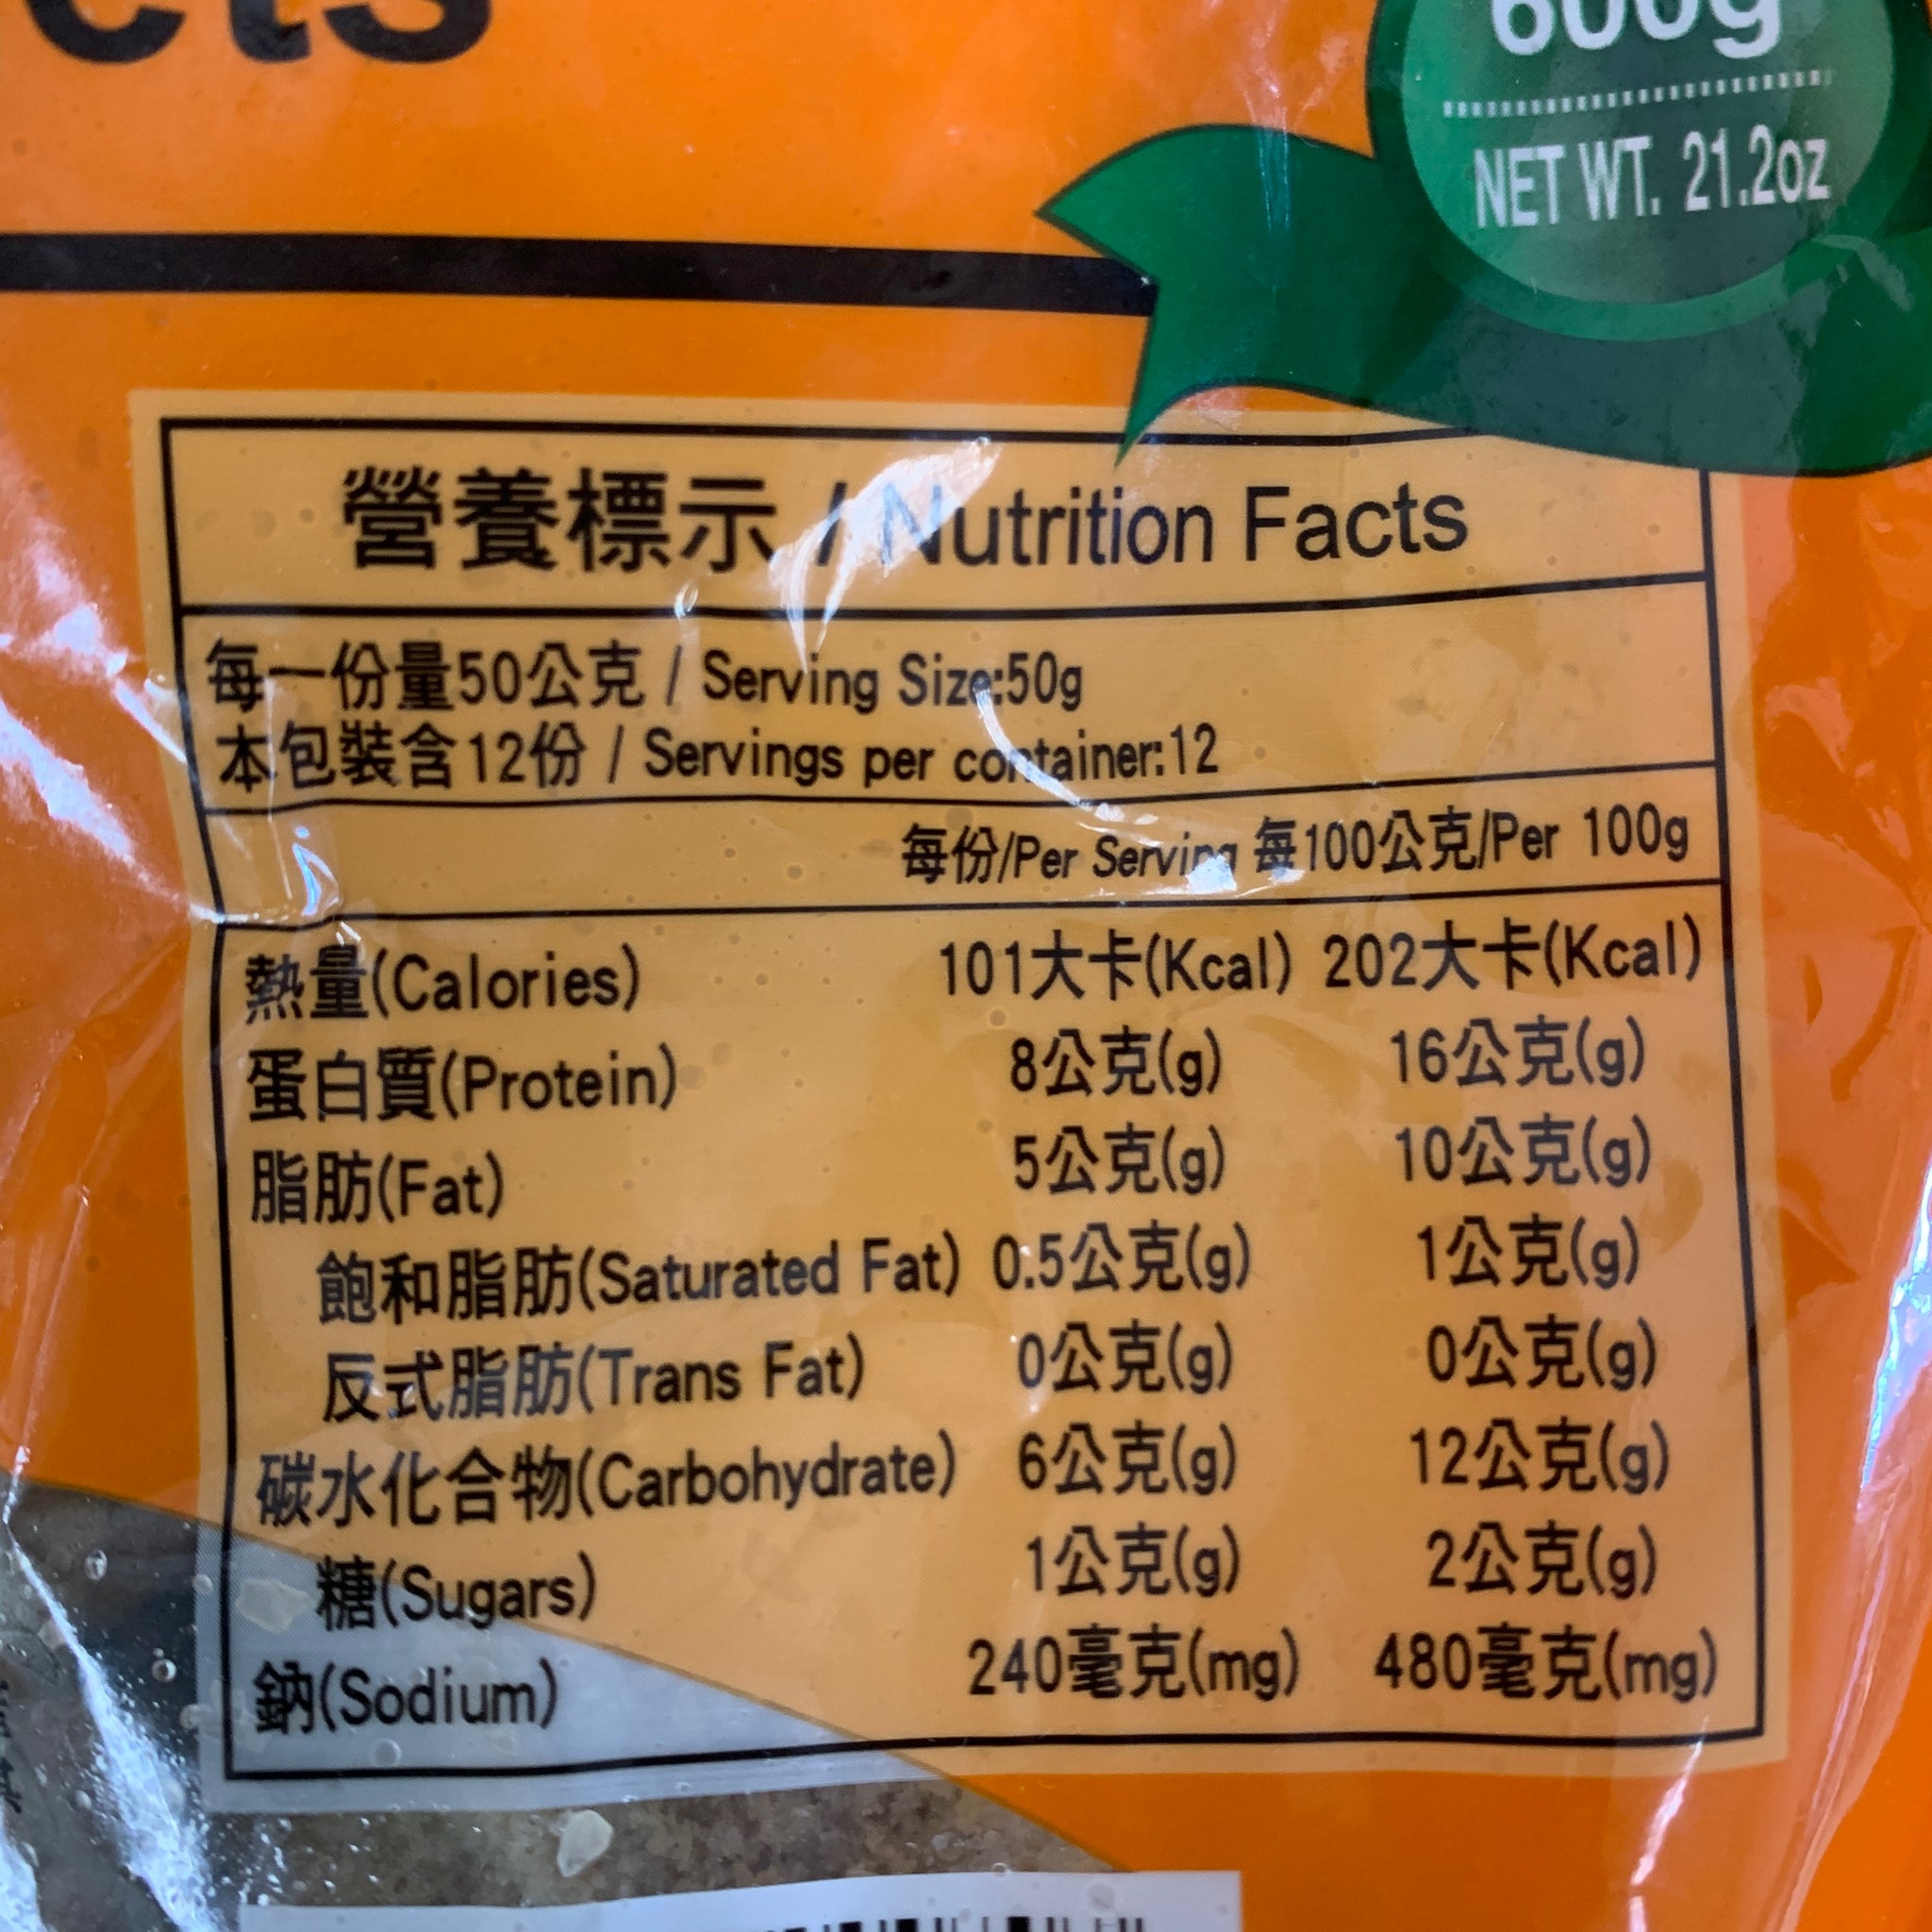 600g
NET WT. 21.2oz
營養標示 / Nutrition Facts
每一份量50公克 / Serving Size:50g
本包裝含12份 / Servings per container:12
每份/Per Serving 每100公克/Per 100g
熱量(Calories) 101大卡(Kcal) 202大卡(Kcal)
蛋白質(Protein) 8公克(g) 16公克(g)
脂肪(Fat) 5公克(g) 10公克(g)
飽和脂肪(Saturated Fat) 0.5公克(g) 1公克(g)
反式脂肪(Trans Fat) 0公克(g) 0公克(g)
碳水化合物(Carbohydrate) 6公克(g) 12公克(g)
糖(Sugars) 1公克(g) 2公克(g)
鈉(Sodium) 240毫克(mg) 480毫克(mg)